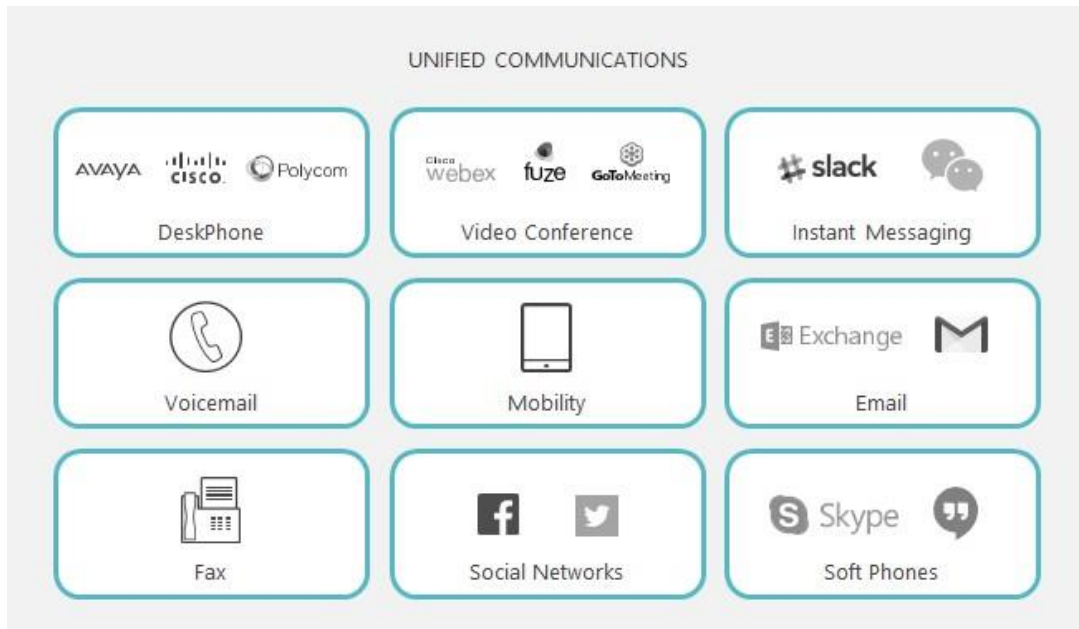 UNIFIED COMMUNICATIONS
AVAYA
CISCO
Polycom
DeskPhone
Cisco
webex
fuze
GoToMeeting
Video Conference
slack
Instant Messaging
Voicemail
Mobility
E Exchange
Email
Fax
f
Social Networks
S Skype
Soft Phones